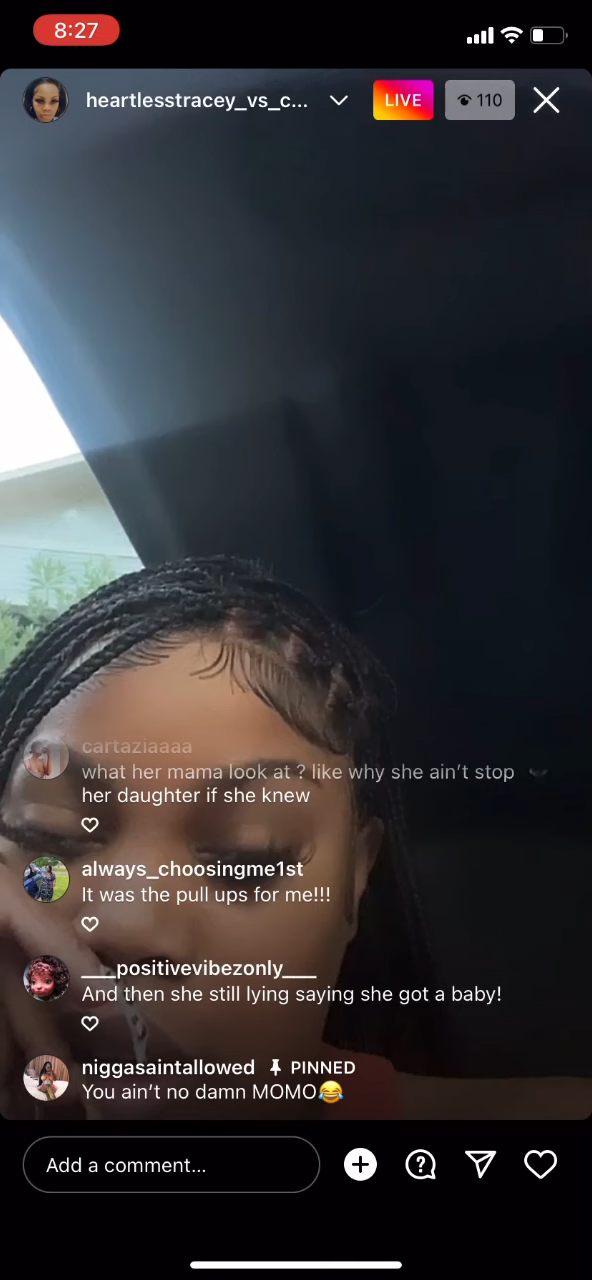 8:27
heartlesstracey_vs_c...
LIVE
110
cartaziaaaa
what her mama look at ? like why she ain't stop
her daughter if she knew
always_choosingme1st
It was the pull ups for me!!!
___positivevibezonly___
And then she still lying saying she got a baby!
niggasaintallowed PINNED
You ain't no damn MOMO😂
Add a comment...